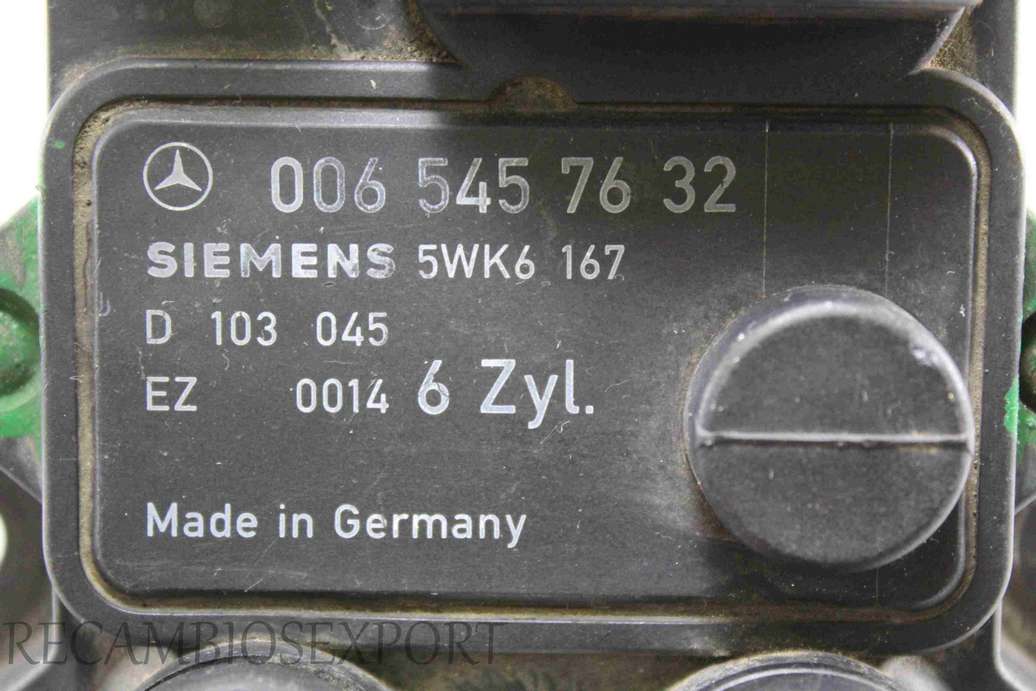 006 545 76 32
SIEMENS 5WK6 167
D 103 045
EZ 0014 6 Zyl.
Made in Germany
RECAMBIOSEXPORT